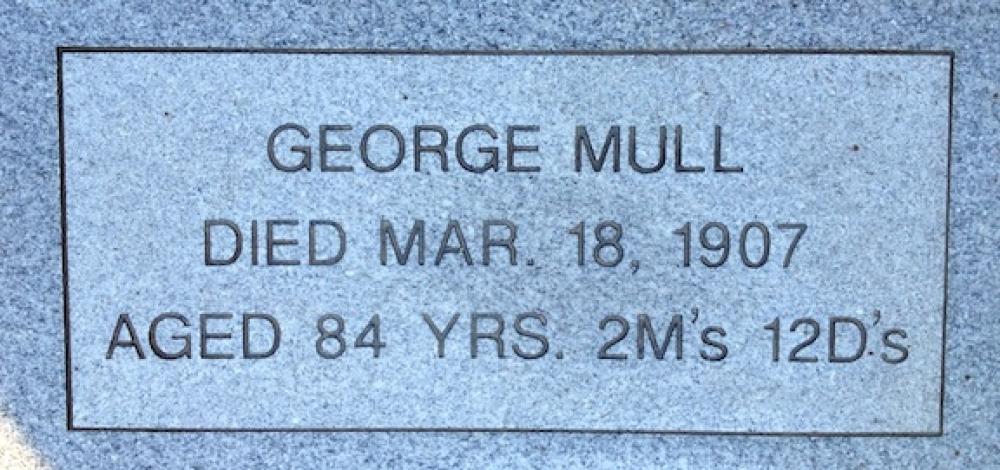 GEORGE MULL
DIED MAR. 18, 1907
AGED 84 YRS. 2M's 12D's